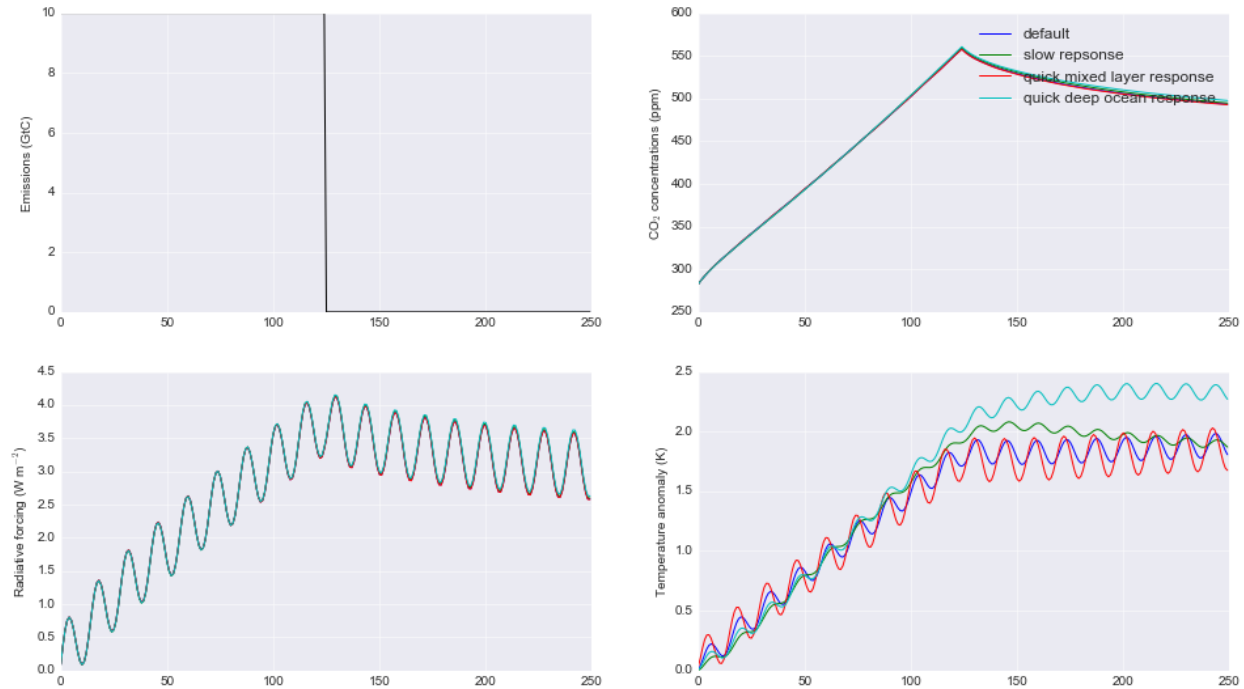 10
8
6
4
2
0
Emissions (GtC)
0 50 100 150 200 250
600
550
500
450
400
350
300
250
CO₂ concentrations (ppm)
default
slow repsonse
quick mixed layer response
quick deep ocean response
0 50 100 150 200 250
4.5
4.0
3.5
3.0
2.5
2.0
1.5
1.0
0.5
0.0
Radiative forcing (W m⁻²)
0 50 100 150 200 250
2.5
2.0
1.5
1.0
0.5
0.0
Temperature anomaly (K)
0 50 100 150 200 250